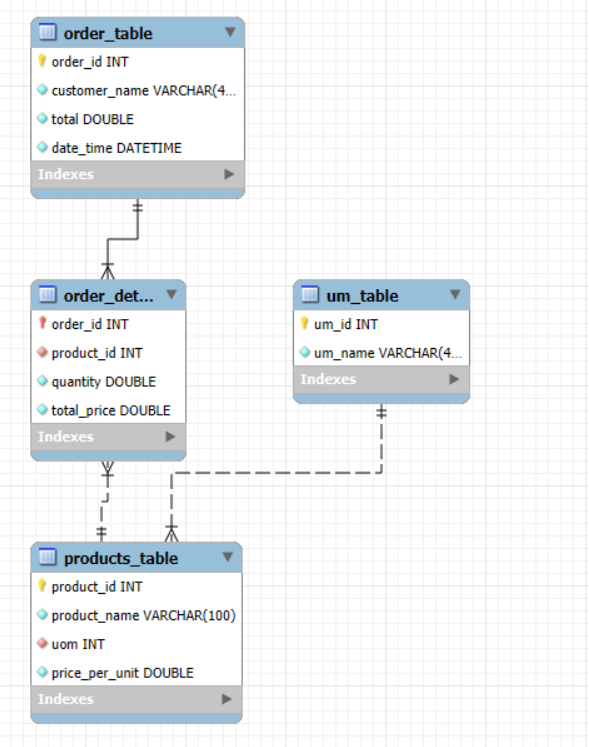 order_table
order_id INT
customer_name VARCHAR(4...
total DOUBLE
date_time DATETIME
Indexes
order_det...
order_id INT
product_id INT
quantity DOUBLE
total_price DOUBLE
Indexes
um_table
um_id INT
um_name VARCHAR(4...
Indexes
products_table
product_id INT
product_name VARCHAR(100)
uom INT
price_per_unit DOUBLE
Indexes